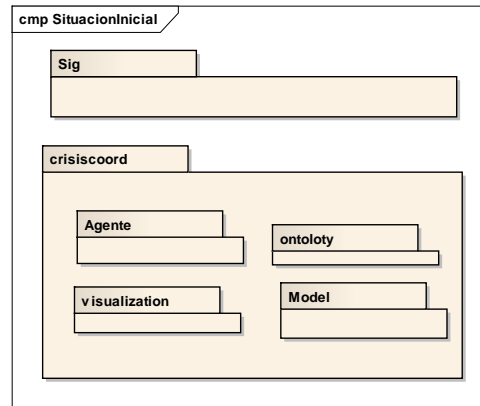 cmp SituacionInicial
Sig
crisiscoord
Agente
ontoloty
visualization
Model